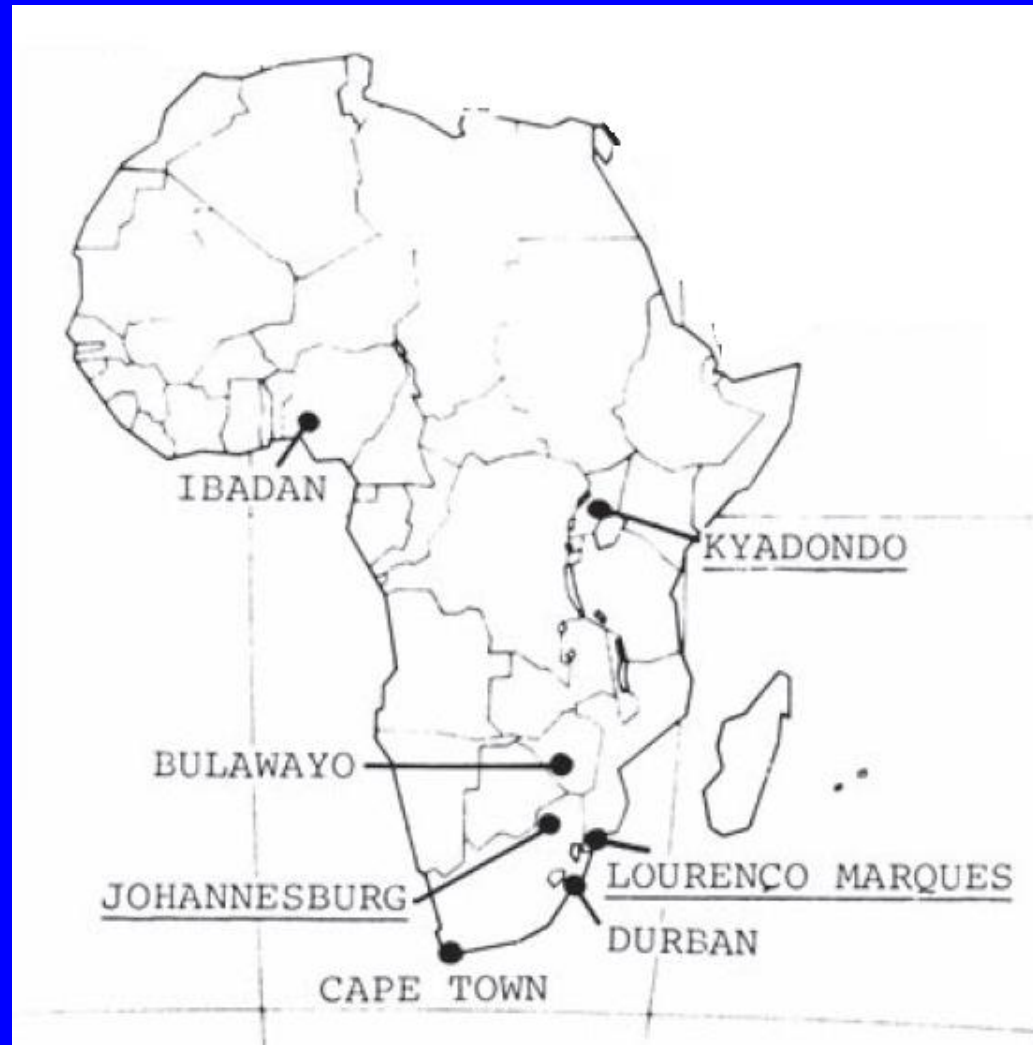 IBADAN
KYADONDO
BULAWAYO
JOHANNESBURG
LOURENÇO MARQUES
DURBAN
CAPE TOWN